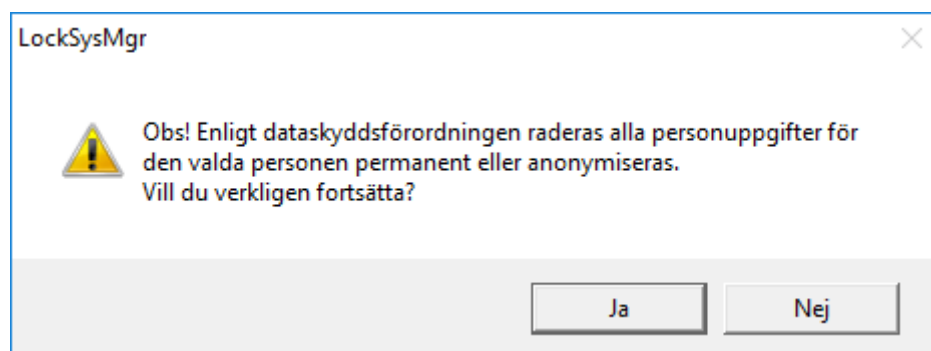 LockSysMgr
Obs! Enligt dataskyddsförordningen raderas alla personuppgifter för
den valda personen permanent eller anonymiseras.
Vill du verkligen fortsätta?
Ja
Nej